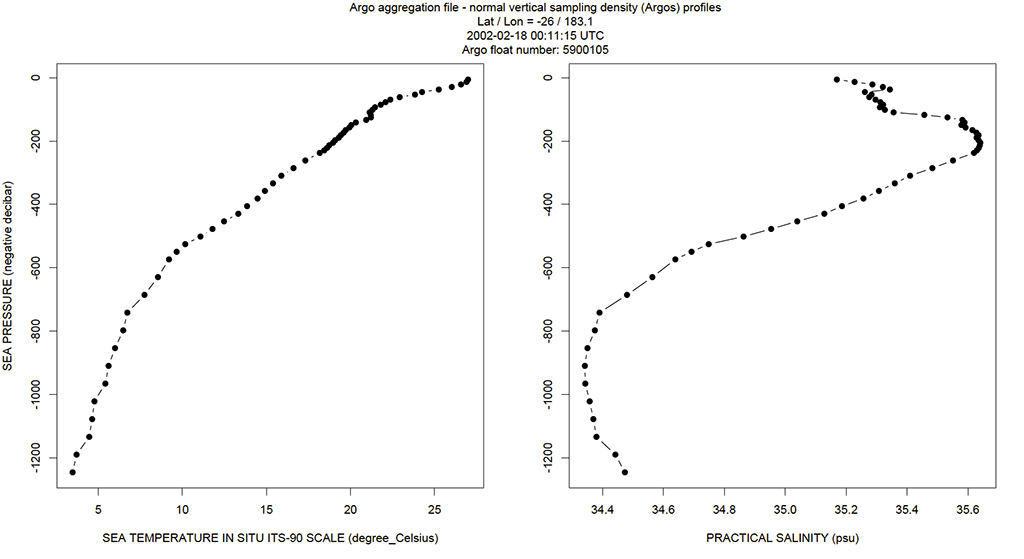 Argo aggregation file - normal vertical sampling density (Argos) profiles
Lat / Lon = -26 / 183.1
2002-02-18 00:11:15 UTC
Argo float number: 5900105
SEA PRESSURE (negative decibar)
0
-200
-400
-600
-800
-1000
-1200
5 10 15 20 25
SEA TEMPERATURE IN SITU ITS-90 SCALE (degree_Celsius)
0
-200
-400
-600
-800
-1000
-1200
34.4 34.6 34.8 35.0 35.2 35.4 35.6
PRACTICAL SALINITY (psu)